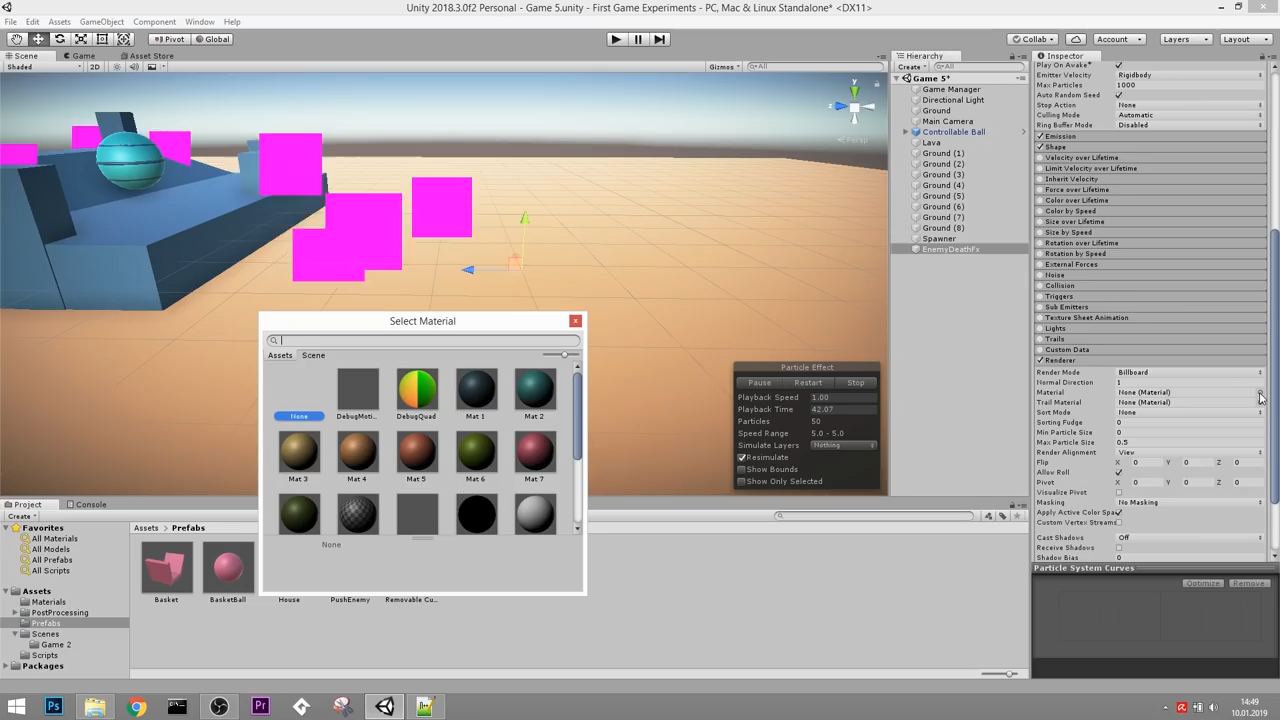 Unity 2018.3.0f2 Personal - Game 5.unity - First Game Experiments - PC, Mac & Linux Standalone* <DX11>
File Edit Assets GameObject Component Window Help
Pivot Global Collab Account Layers Layout
Scene Game Asset Store
Shaded 2D Gizmos All
y
z
Persp
Hierarchy
Create All
Game 5*
Game Manager
Directional Light
Ground
Main Camera
Controllable Ball
Lava
Ground (1)
Ground (2)
Ground (3)
Ground (4)
Ground (5)
Ground (6)
Ground (7)
Ground (8)
Spawner
EnemyDeathFx
Inspector
Play On Awake*
Emitter Velocity Rigidbody
Max Particles 1000
Auto Random Seed
Stop Action None
Culling Mode Automatic
Ring Buffer Mode Disabled
Emission
Shape
Velocity over Lifetime
Limit Velocity over Lifetime
Inherit Velocity
Force over Lifetime
Color over Lifetime
Color by Speed
Size over Lifetime
Size by Speed
Rotation over Lifetime
Rotation by Speed
External Forces
Noise
Collision
Triggers
Sub Emitters
Texture Sheet Animation
Lights
Trails
Custom Data
Renderer
Render Mode Billboard
Normal Direction 1
Material None (Material)
Trail Material None (Material)
Sort Mode None
Sorting Fudge 0
Min Particle Size 0
Max Particle Size 0.5
Render Alignment View
Flip X 0 Y 0 Z 0
Allow Roll
Pivot X 0 Y 0 Z 0
Visualize Pivot
Masking No Masking
Apply Active Color Spa
Custom Vertex Streams
Cast Shadows Off
Receive Shadows
Shadow Bias 0
Particle System Curves
Optimize Remove
Select Material
Assets Scene
None DebugMoti... DebugQuad Mat 1 Mat 2
Mat 3 Mat 4 Mat 5 Mat 6 Mat 7
None
Particle Effect
Pause Restart Stop
Playback Speed 1.00
Playback Time 42.07
Particles 50
Speed Range 5.0 - 5.0
Simulate Layers Nothing
Resimulate
Show Bounds
Show Only Selected
Project Console
Create
Favorites
All Materials
All Models
All Prefabs
All Scripts
Assets
Materials
PostProcessing
Prefabs
Scenes
Game 2
Scripts
Packages
Assets Prefabs
Basket BasketBall House PushEnemy Removable Cu...
Ps Pr
14:49
10.01.2019